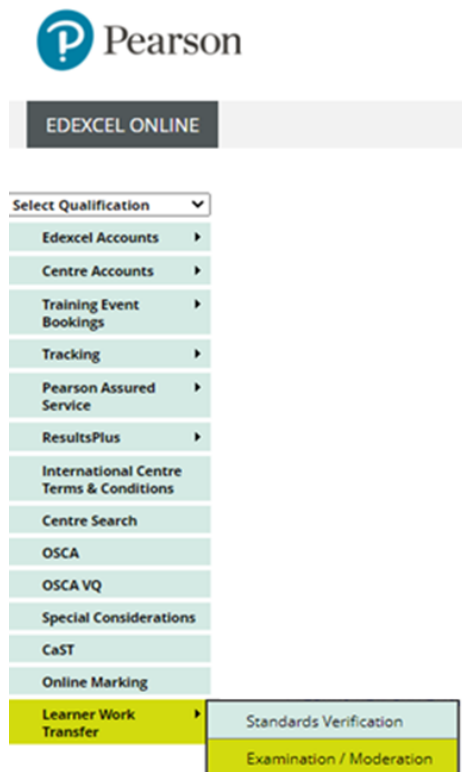 Pearson
EDEXCEL ONLINE
Select Qualification
Edexcel Accounts
Centre Accounts
Training Event
Bookings
Tracking
Pearson Assured
Service
ResultsPlus
International Centre
Terms & Conditions
Centre Search
OSCA
OSCA VQ
Special Considerations
CaST
Online Marking
Learner Work
Transfer
Standards Verification
Examination / Moderation